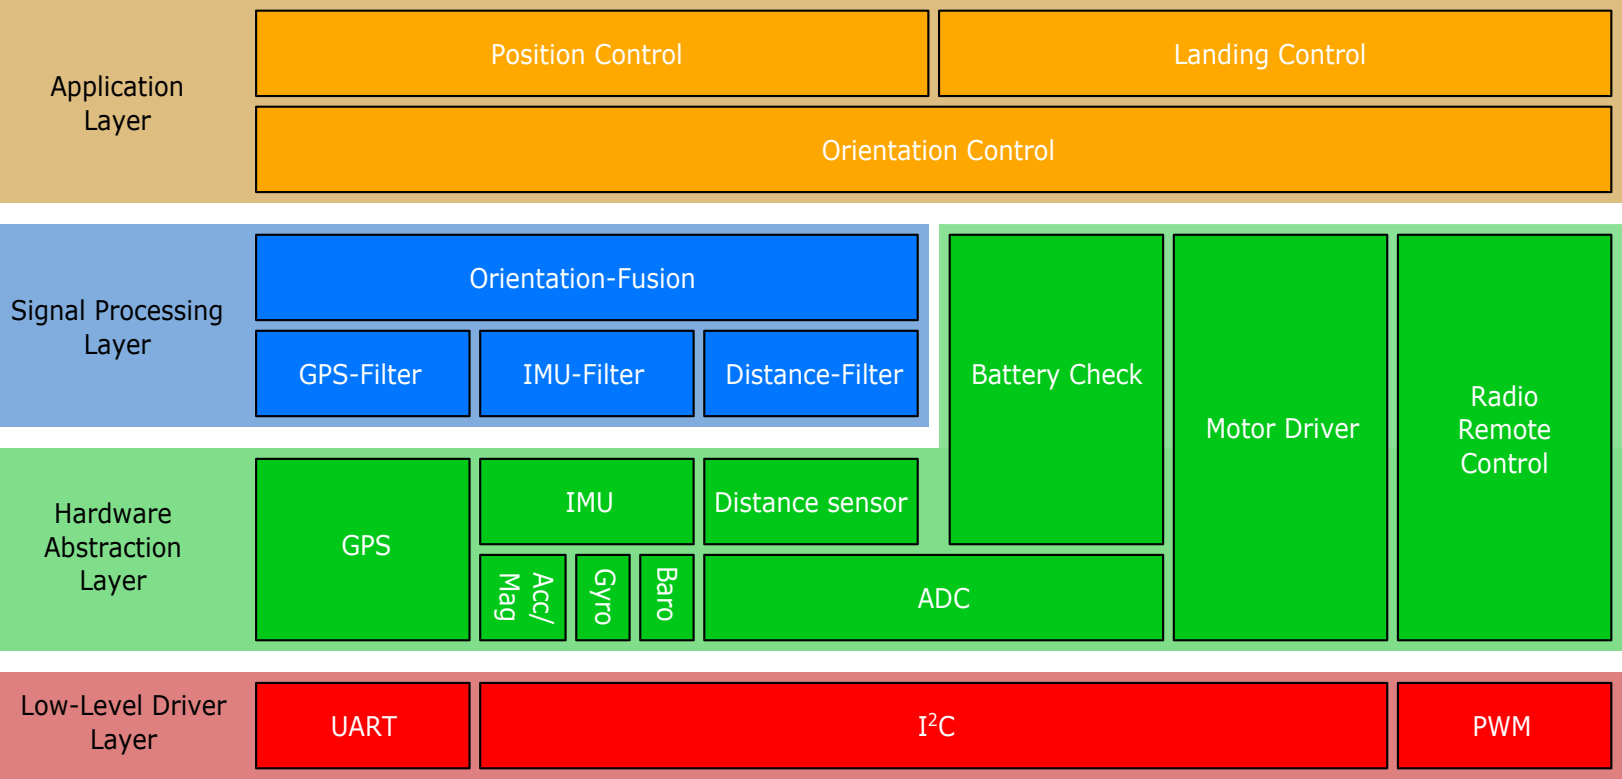 Application
Layer
Position Control
Landing Control
Orientation Control
Signal Processing
Layer
Orientation-Fusion
GPS-Filter
IMU-Filter
Distance-Filter
Battery Check
Motor Driver
Radio
Remote
Control
Hardware
Abstraction
Layer
GPS
IMU
Distance sensor
Acc/
Mag
Gyro
Baro
ADC
Low-Level Driver
Layer
UART
I²C
PWM